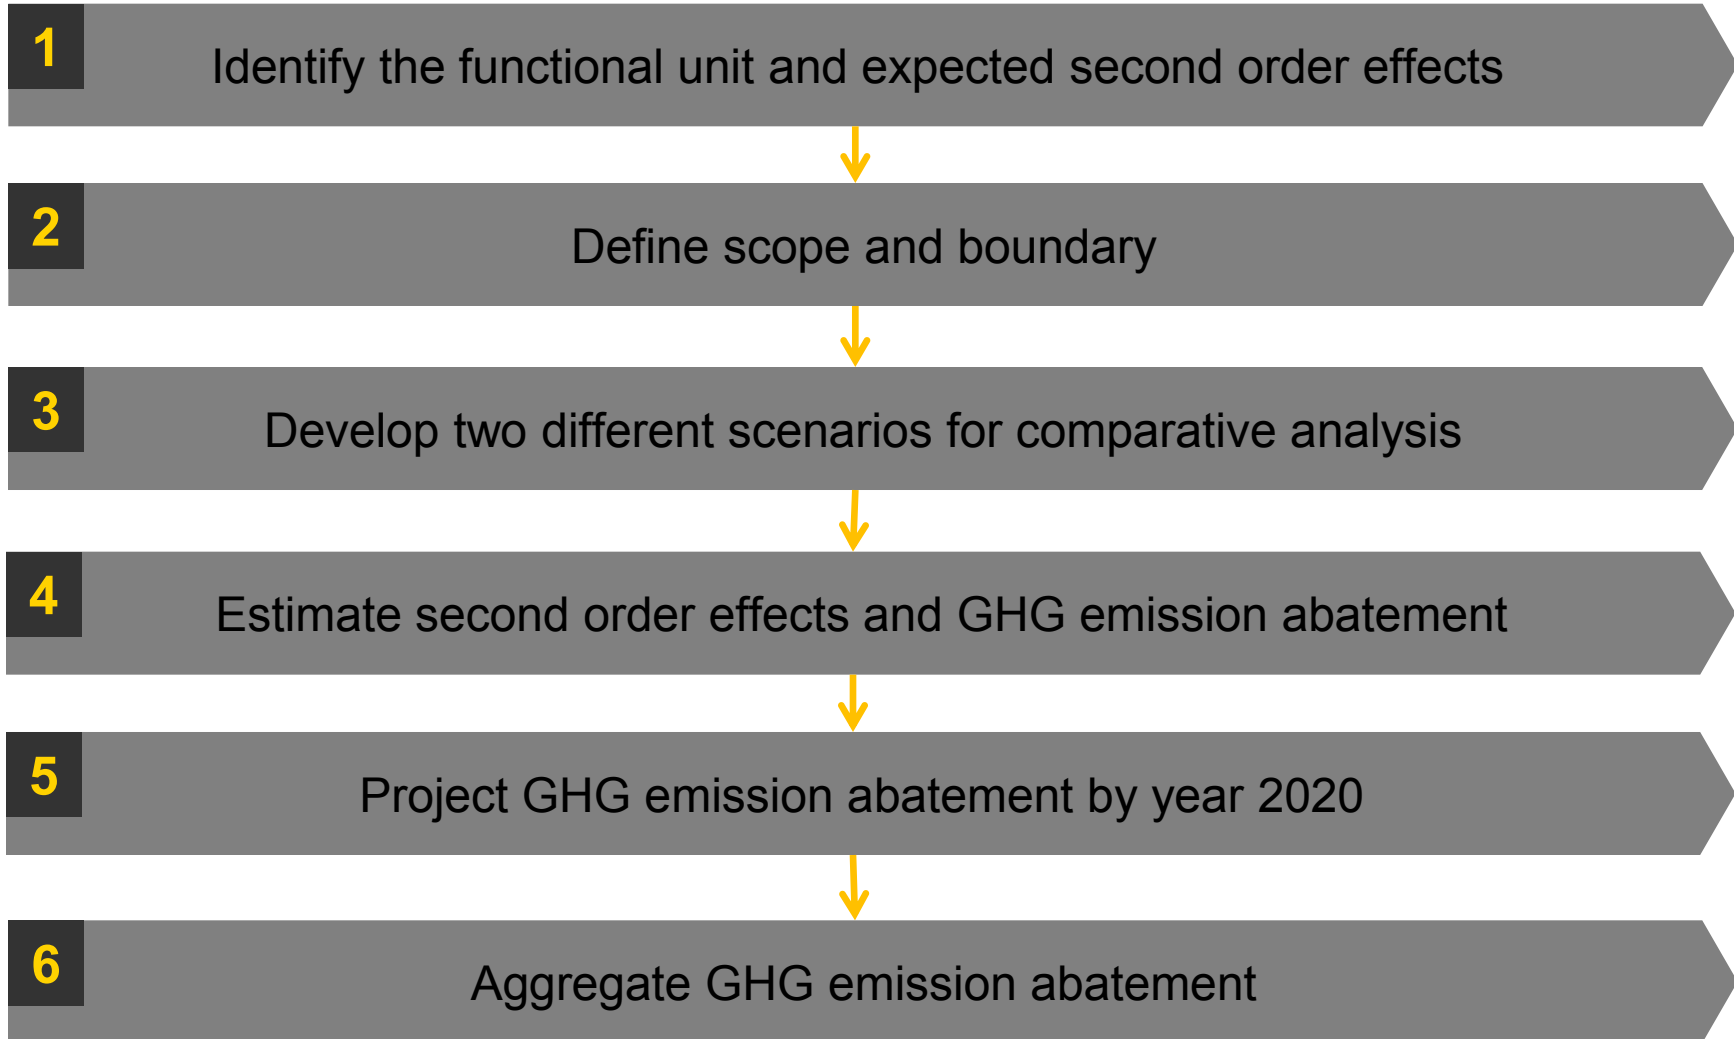 1
Identify the functional unit and expected second order effects
2
Define scope and boundary
3
Develop two different scenarios for comparative analysis
4
Estimate second order effects and GHG emission abatement
5
Project GHG emission abatement by year 2020
6
Aggregate GHG emission abatement